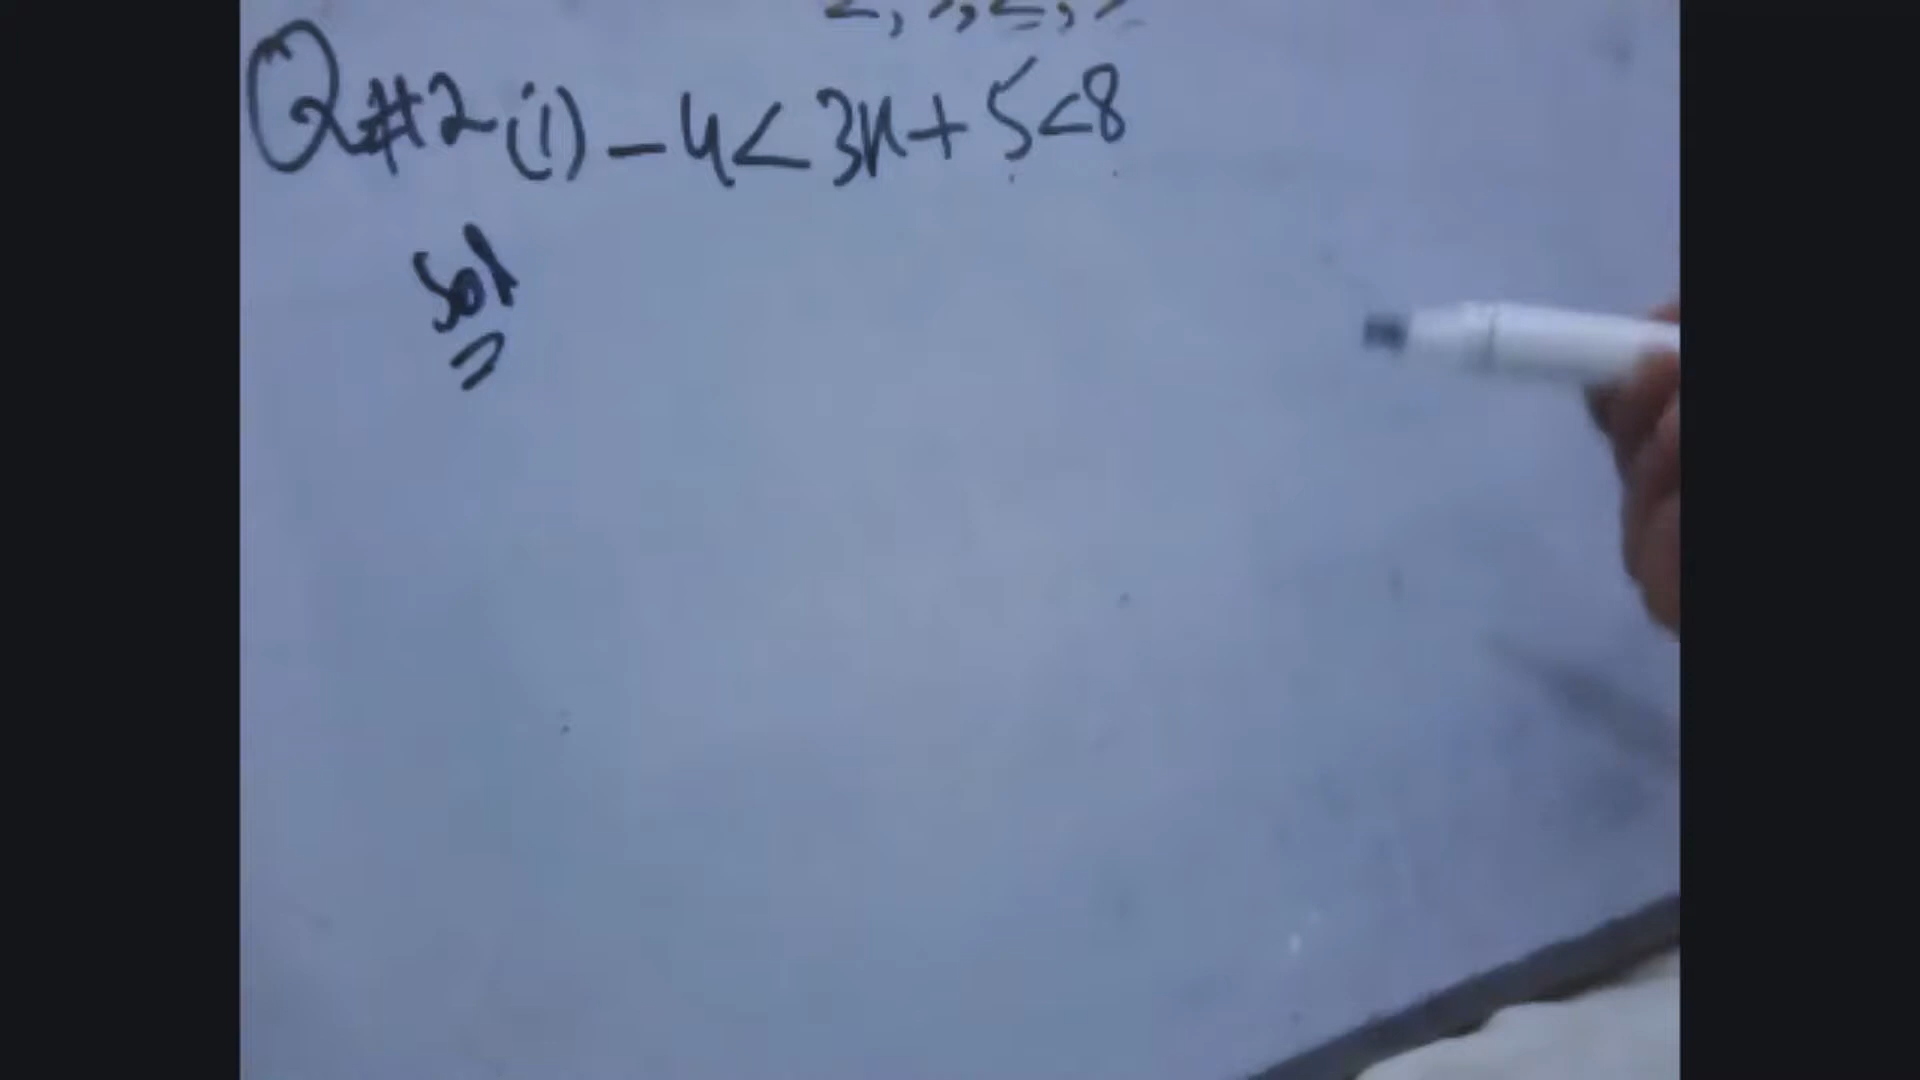 <, >, ≤, ≥
Q#2 (i) -4<3x+5<8
Sol